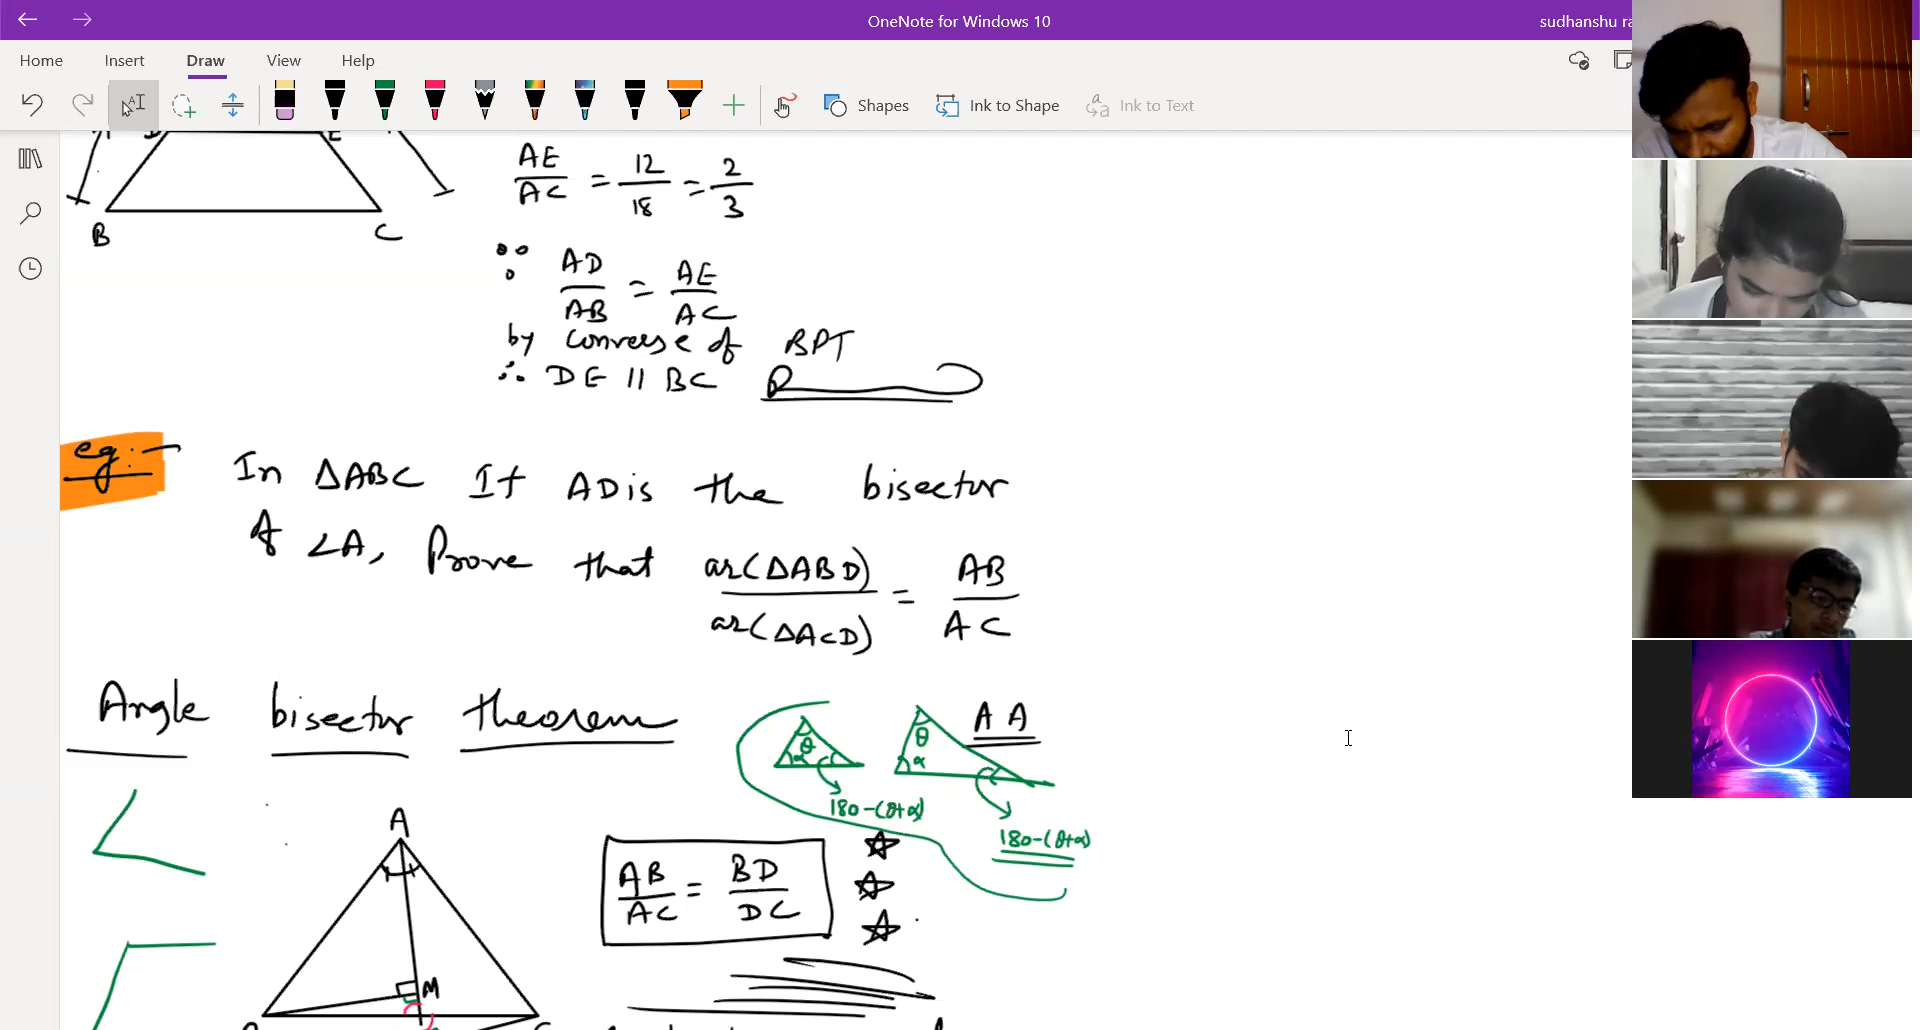 OneNote for Windows 10
sudhanshu ra
Home Insert Draw View Help
Shapes Ink to Shape Ink to Text
D E
B C
AE/AC = 12/18 = 2/3
∵ AD/AB = AE/AC
by converse of BPT
∴ DE || BC
eg:-
In ΔABC If AD is the bisector
of ∠A, Prove that ar(ΔABD)/ar(ΔACD) = AB/AC
Angle bisector theorem
θ α θ α A A
180-(θ+α)
180-(θ+α)
A
AB/AC = BD/DC
M